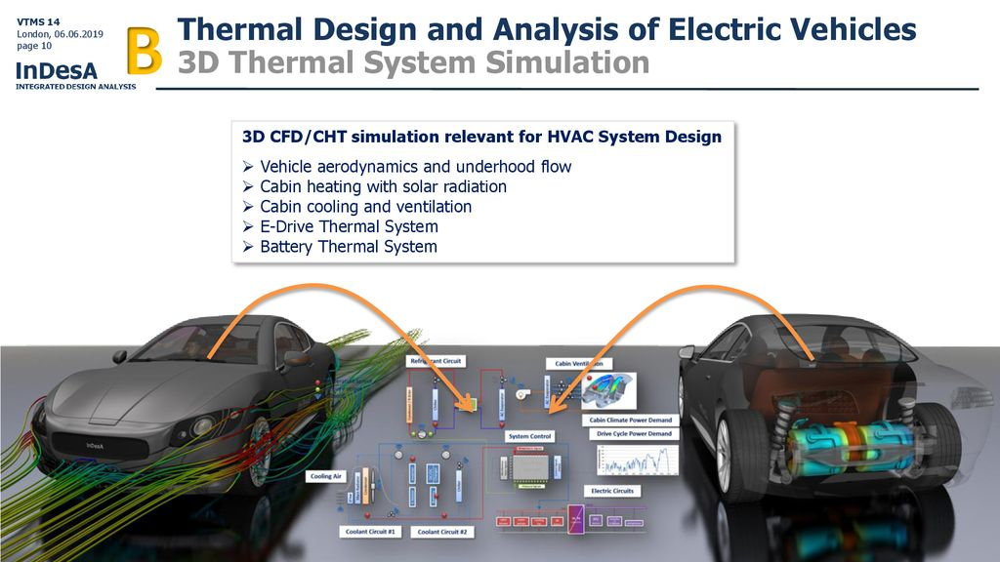 VTMS 14
London, 06.06.2019
page 10
InDesA
INTEGRATED DESIGN ANALYSIS
B
Thermal Design and Analysis of Electric Vehicles
3D Thermal System Simulation
3D CFD/CHT simulation relevant for HVAC System Design
➢ Vehicle aerodynamics and underhood flow
➢ Cabin heating with solar radiation
➢ Cabin cooling and ventilation
➢ E-Drive Thermal System
➢ Battery Thermal System
Refrigerant Circuit
Cabin Ventilation
Cabin Climate Power Demand
Drive Cycle Power Demand
System Control
InDesA
Cooling Air
Electric Circuits
Coolant Circuit #1
Coolant Circuit #2